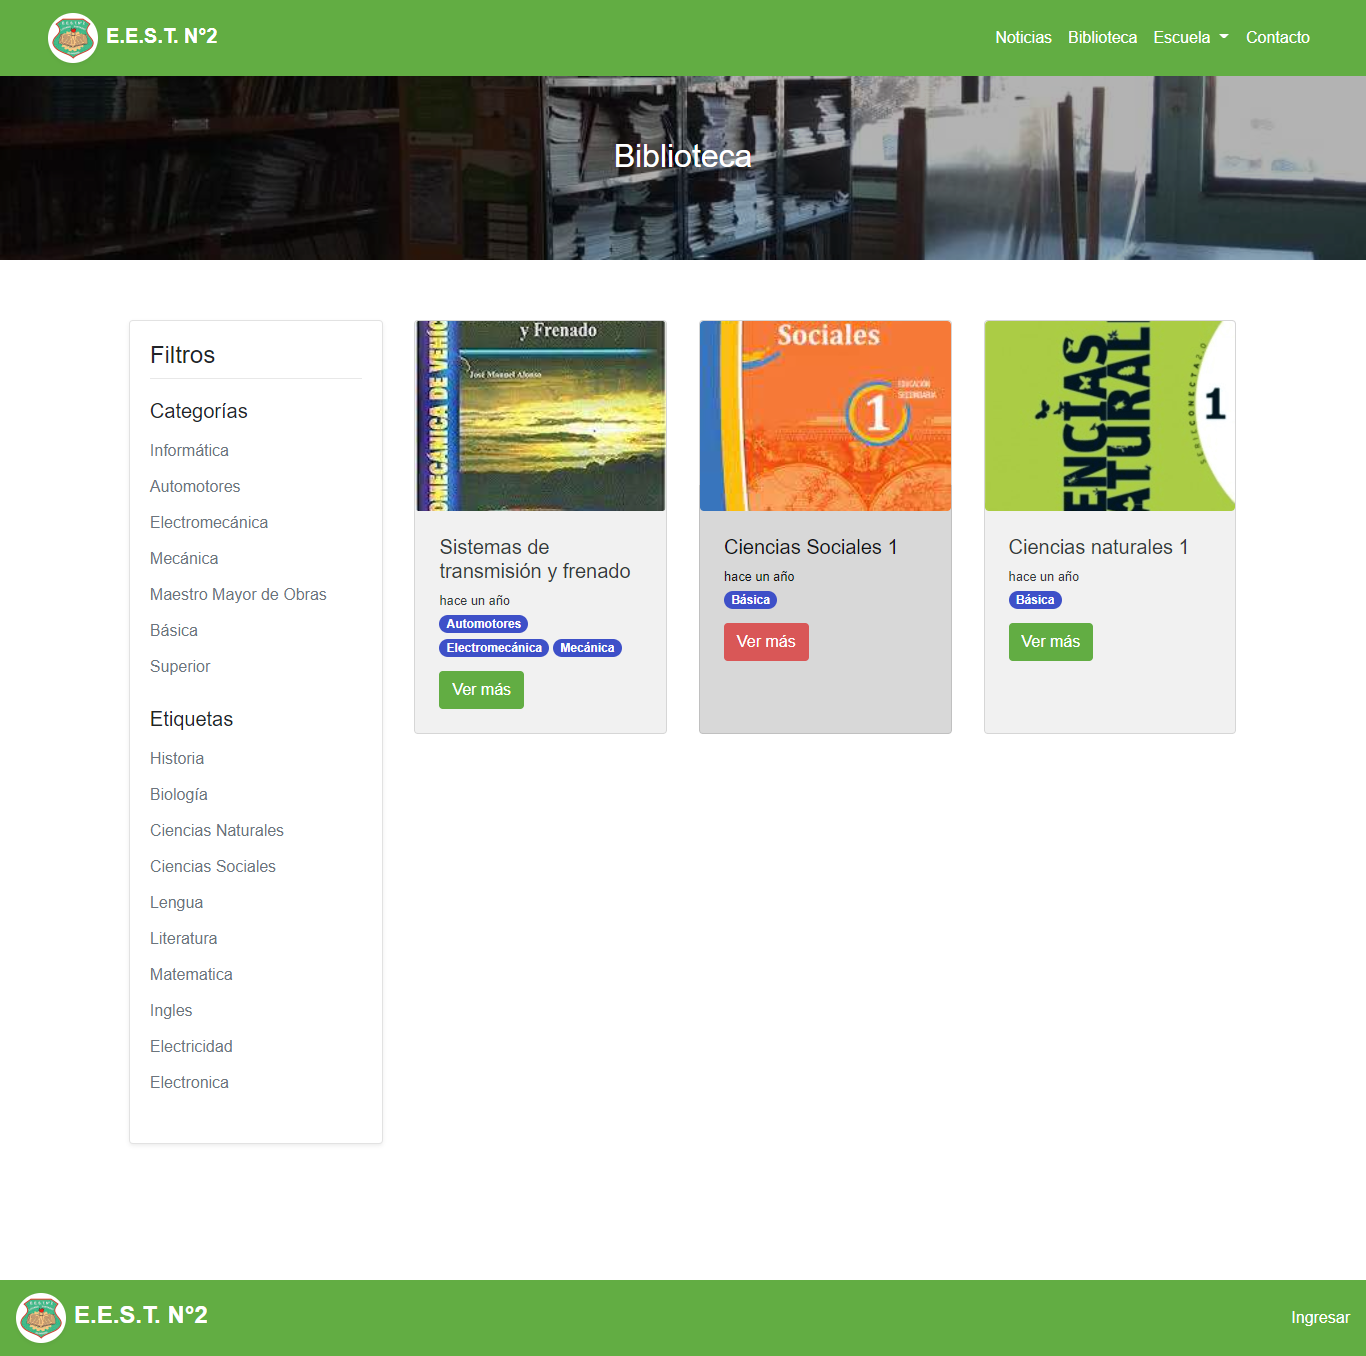 E.E.S.T. N°2
Noticias Biblioteca Escuela Contacto
Biblioteca
Filtros
Categorías
Informática
Automotores
Electromecánica
Mecánica
Maestro Mayor de Obras
Básica
Superior
Etiquetas
Historia
Biología
Ciencias Naturales
Ciencias Sociales
Lengua
Literatura
Matematica
Ingles
Electricidad
Electronica
y Frenado
José Manuel Alonso
OMECÁNICA DE VEHÍC
Sistemas de
transmisión y frenado
hace un año
Automotores
Electromecánica Mecánica
Ver más
Sociales
EDUCACIÓN
SECUNDARIA
1
Ciencias Sociales 1
hace un año
Básica
Ver más
ENCIAS
ATURAL
SERIE CONECTA 2.0
1
Ciencias naturales 1
hace un año
Básica
Ver más
E.E.S.T. N°2
Ingresar